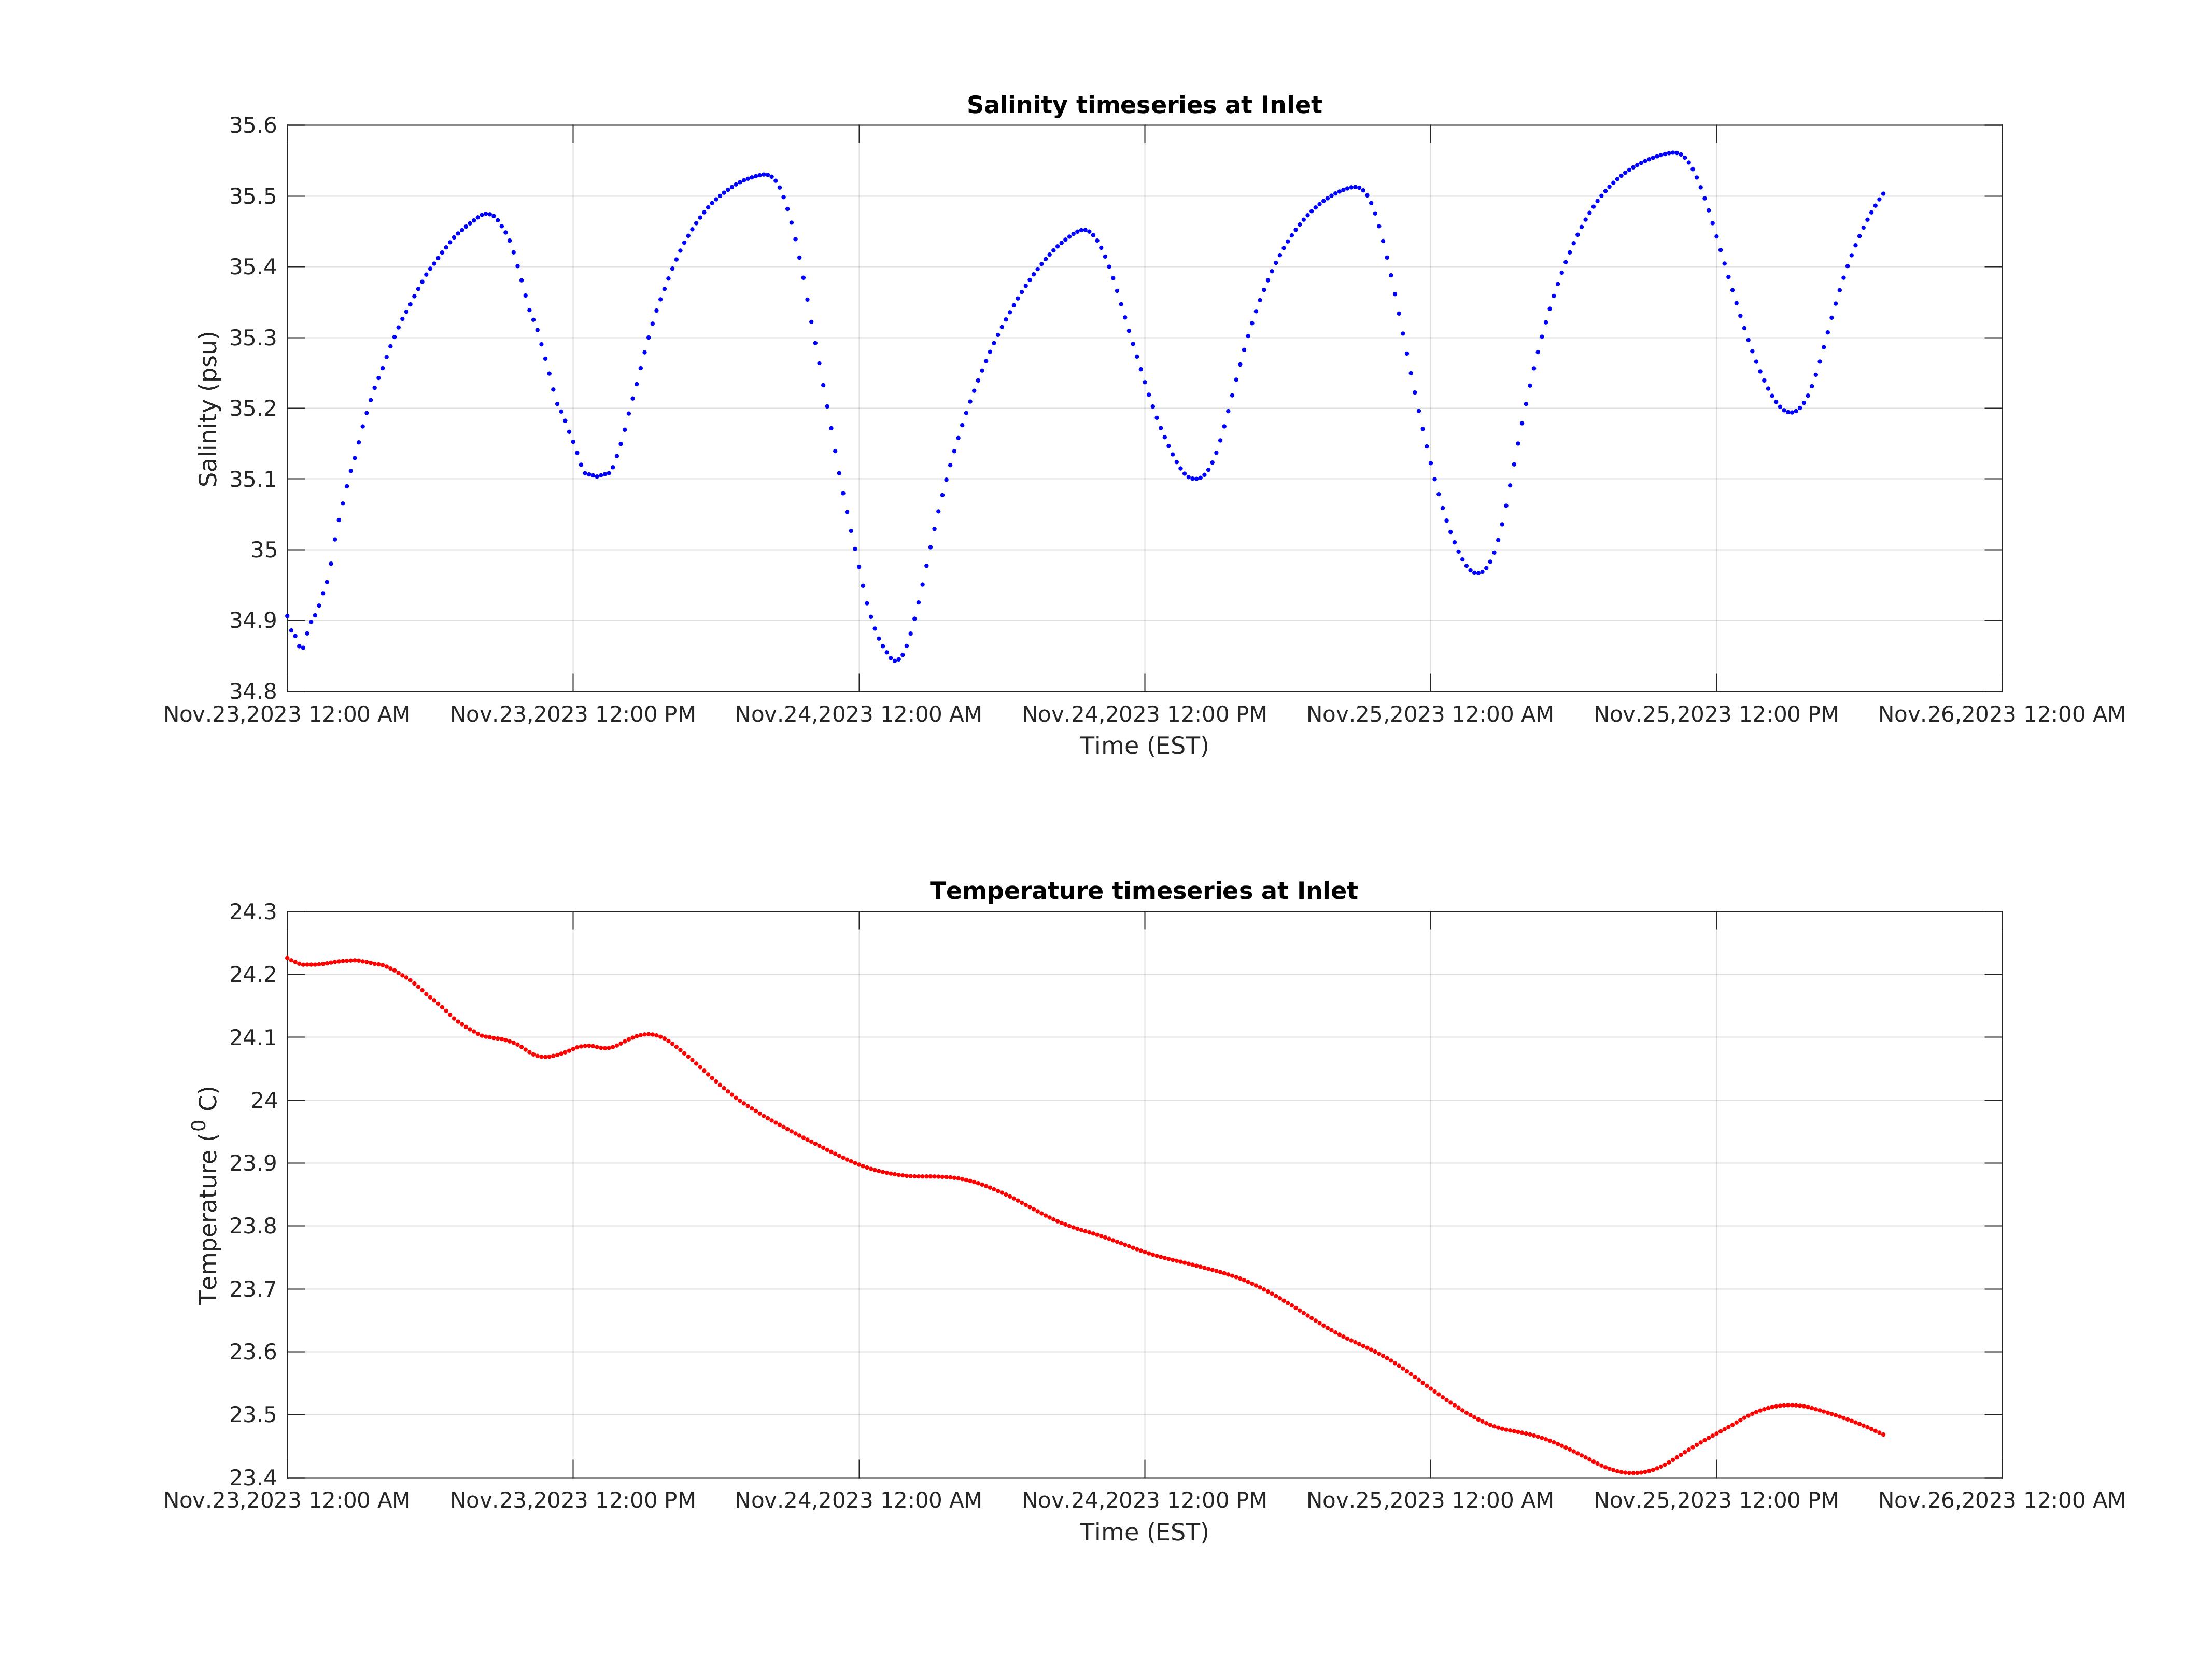 Salinity timeseries at Inlet
35.6
35.5
35.4
35.3
35.2
35.1
35
34.9
34.8
Salinity (psu)
Nov.23,2023 12:00 AM Nov.23,2023 12:00 PM Nov.24,2023 12:00 AM Nov.24,2023 12:00 PM Nov.25,2023 12:00 AM Nov.25,2023 12:00 PM Nov.26,2023 12:00 AM
Time (EST)
Temperature timeseries at Inlet
24.3
24.2
24.1
24
23.9
23.8
23.7
23.6
23.5
23.4
Temperature (⁰ C)
Nov.23,2023 12:00 AM Nov.23,2023 12:00 PM Nov.24,2023 12:00 AM Nov.24,2023 12:00 PM Nov.25,2023 12:00 AM Nov.25,2023 12:00 PM Nov.26,2023 12:00 AM
Time (EST)